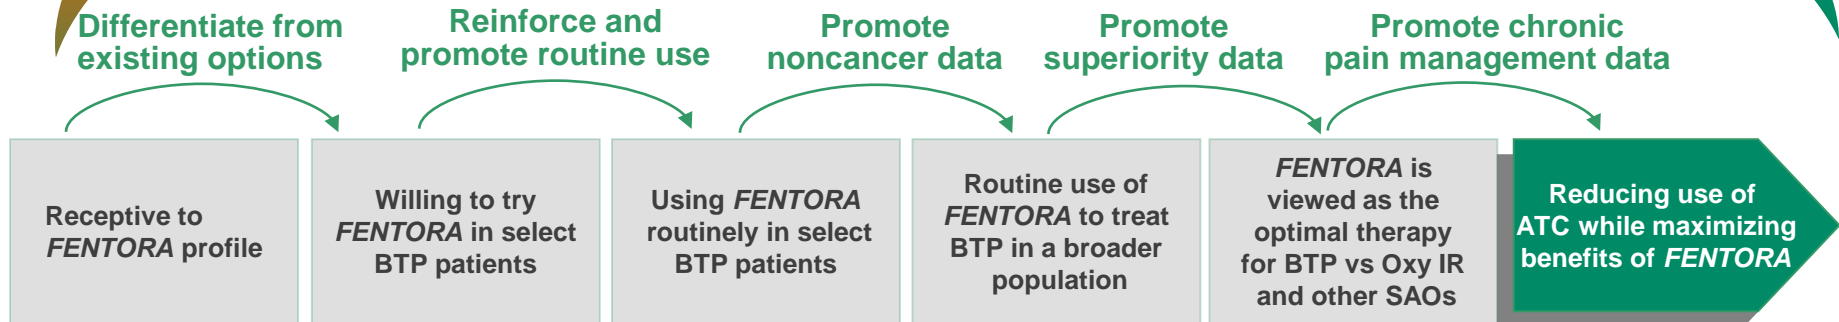 Differentiate from
existing options
Reinforce and
promote routine use
Promote
noncancer data
Promote
superiority data
Promote chronic
pain management data
Receptive to
FENTORA profile
Willing to try
FENTORA in select
BTP patients
Using FENTORA
routinely in select
BTP patients
Routine use of
FENTORA to treat
BTP in a broader
population
FENTORA is
viewed as the
optimal therapy
for BTP vs Oxy IR
and other SAOs
Reducing use of
ATC while maximizing
benefits of FENTORA